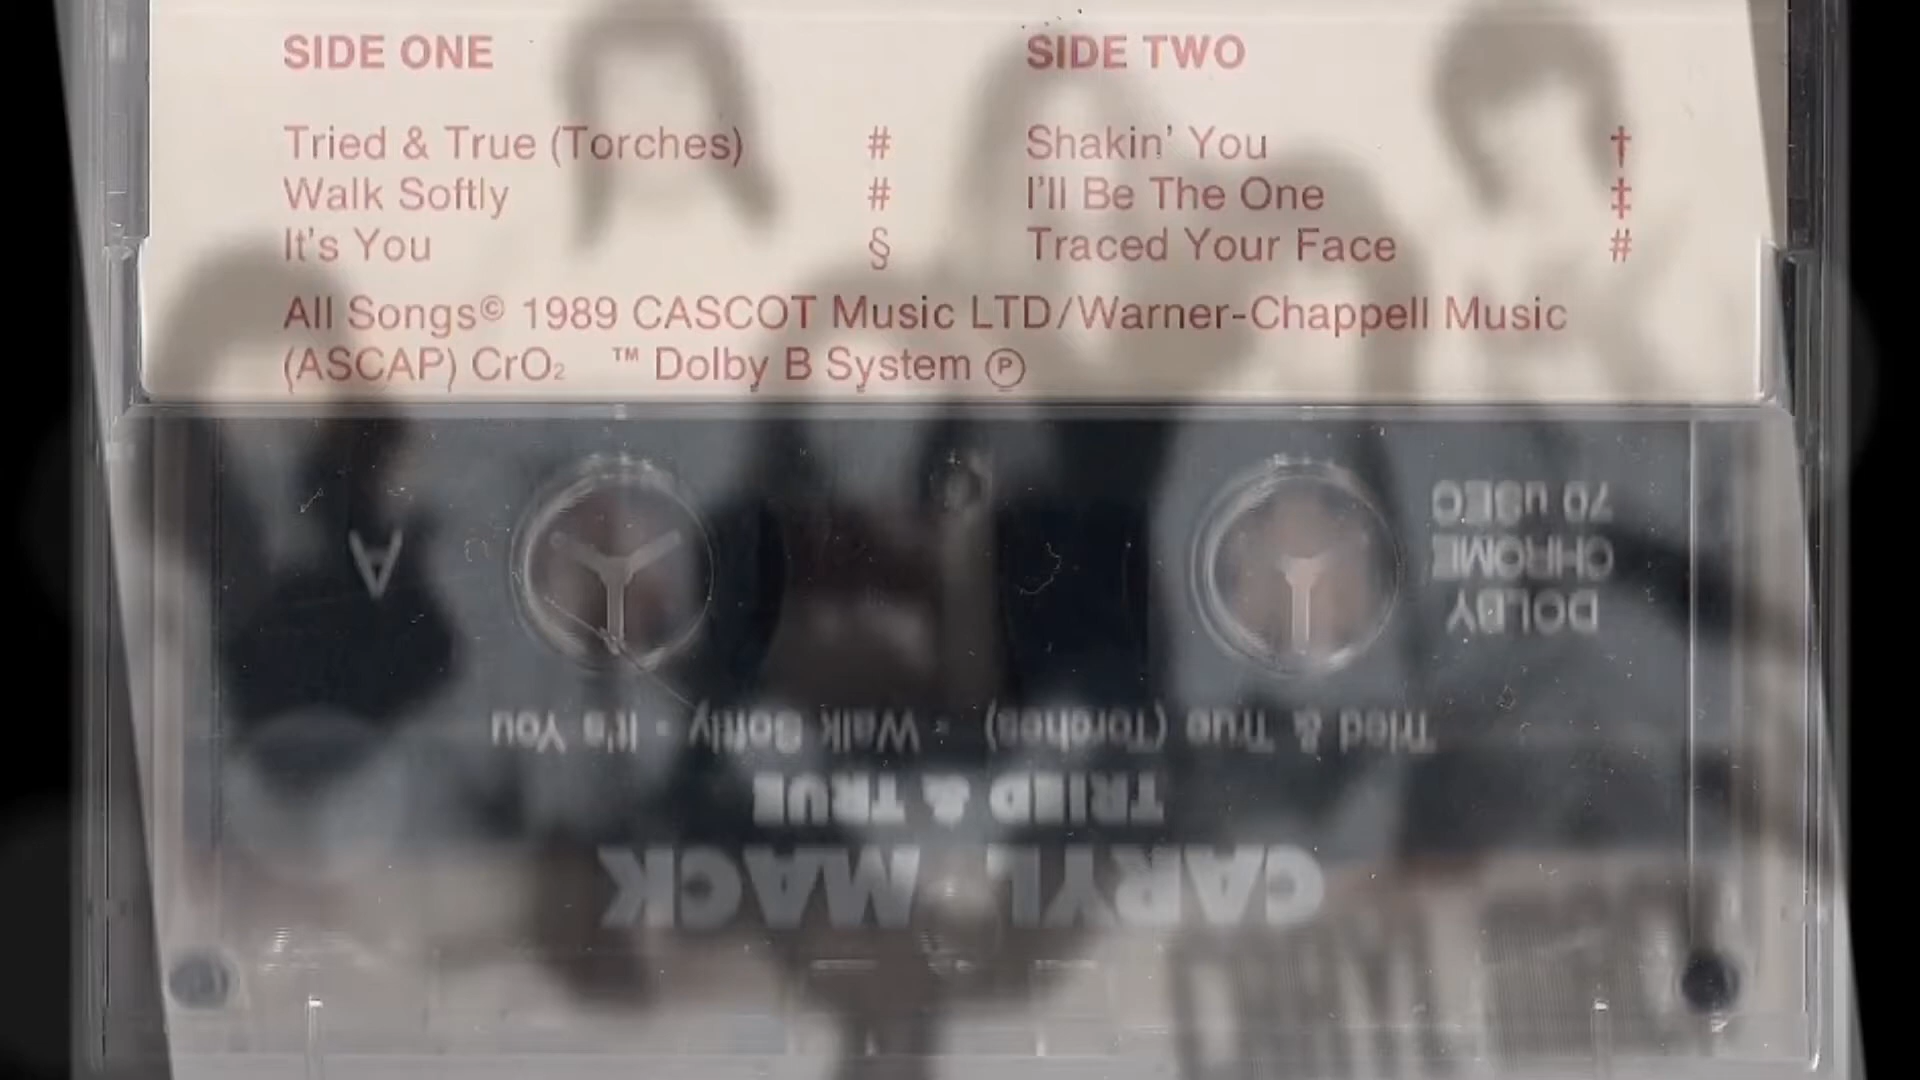 SIDE ONE
Tried & True (Torches) #
Walk Softly #
It's You §
SIDE TWO
Shakin' You †
I'll Be The One ‡
Traced Your Face #
All Songs© 1989 CASCOT Music LTD/Warner-Chappell Music
(ASCAP) CrO₂ ™ Dolby B System Ⓟ
CARYL MACK
TRIED & TRUE
Tried & True (Torches) - Walk Softly - It's You
DOLBY
CHROME
70 uSEC
A